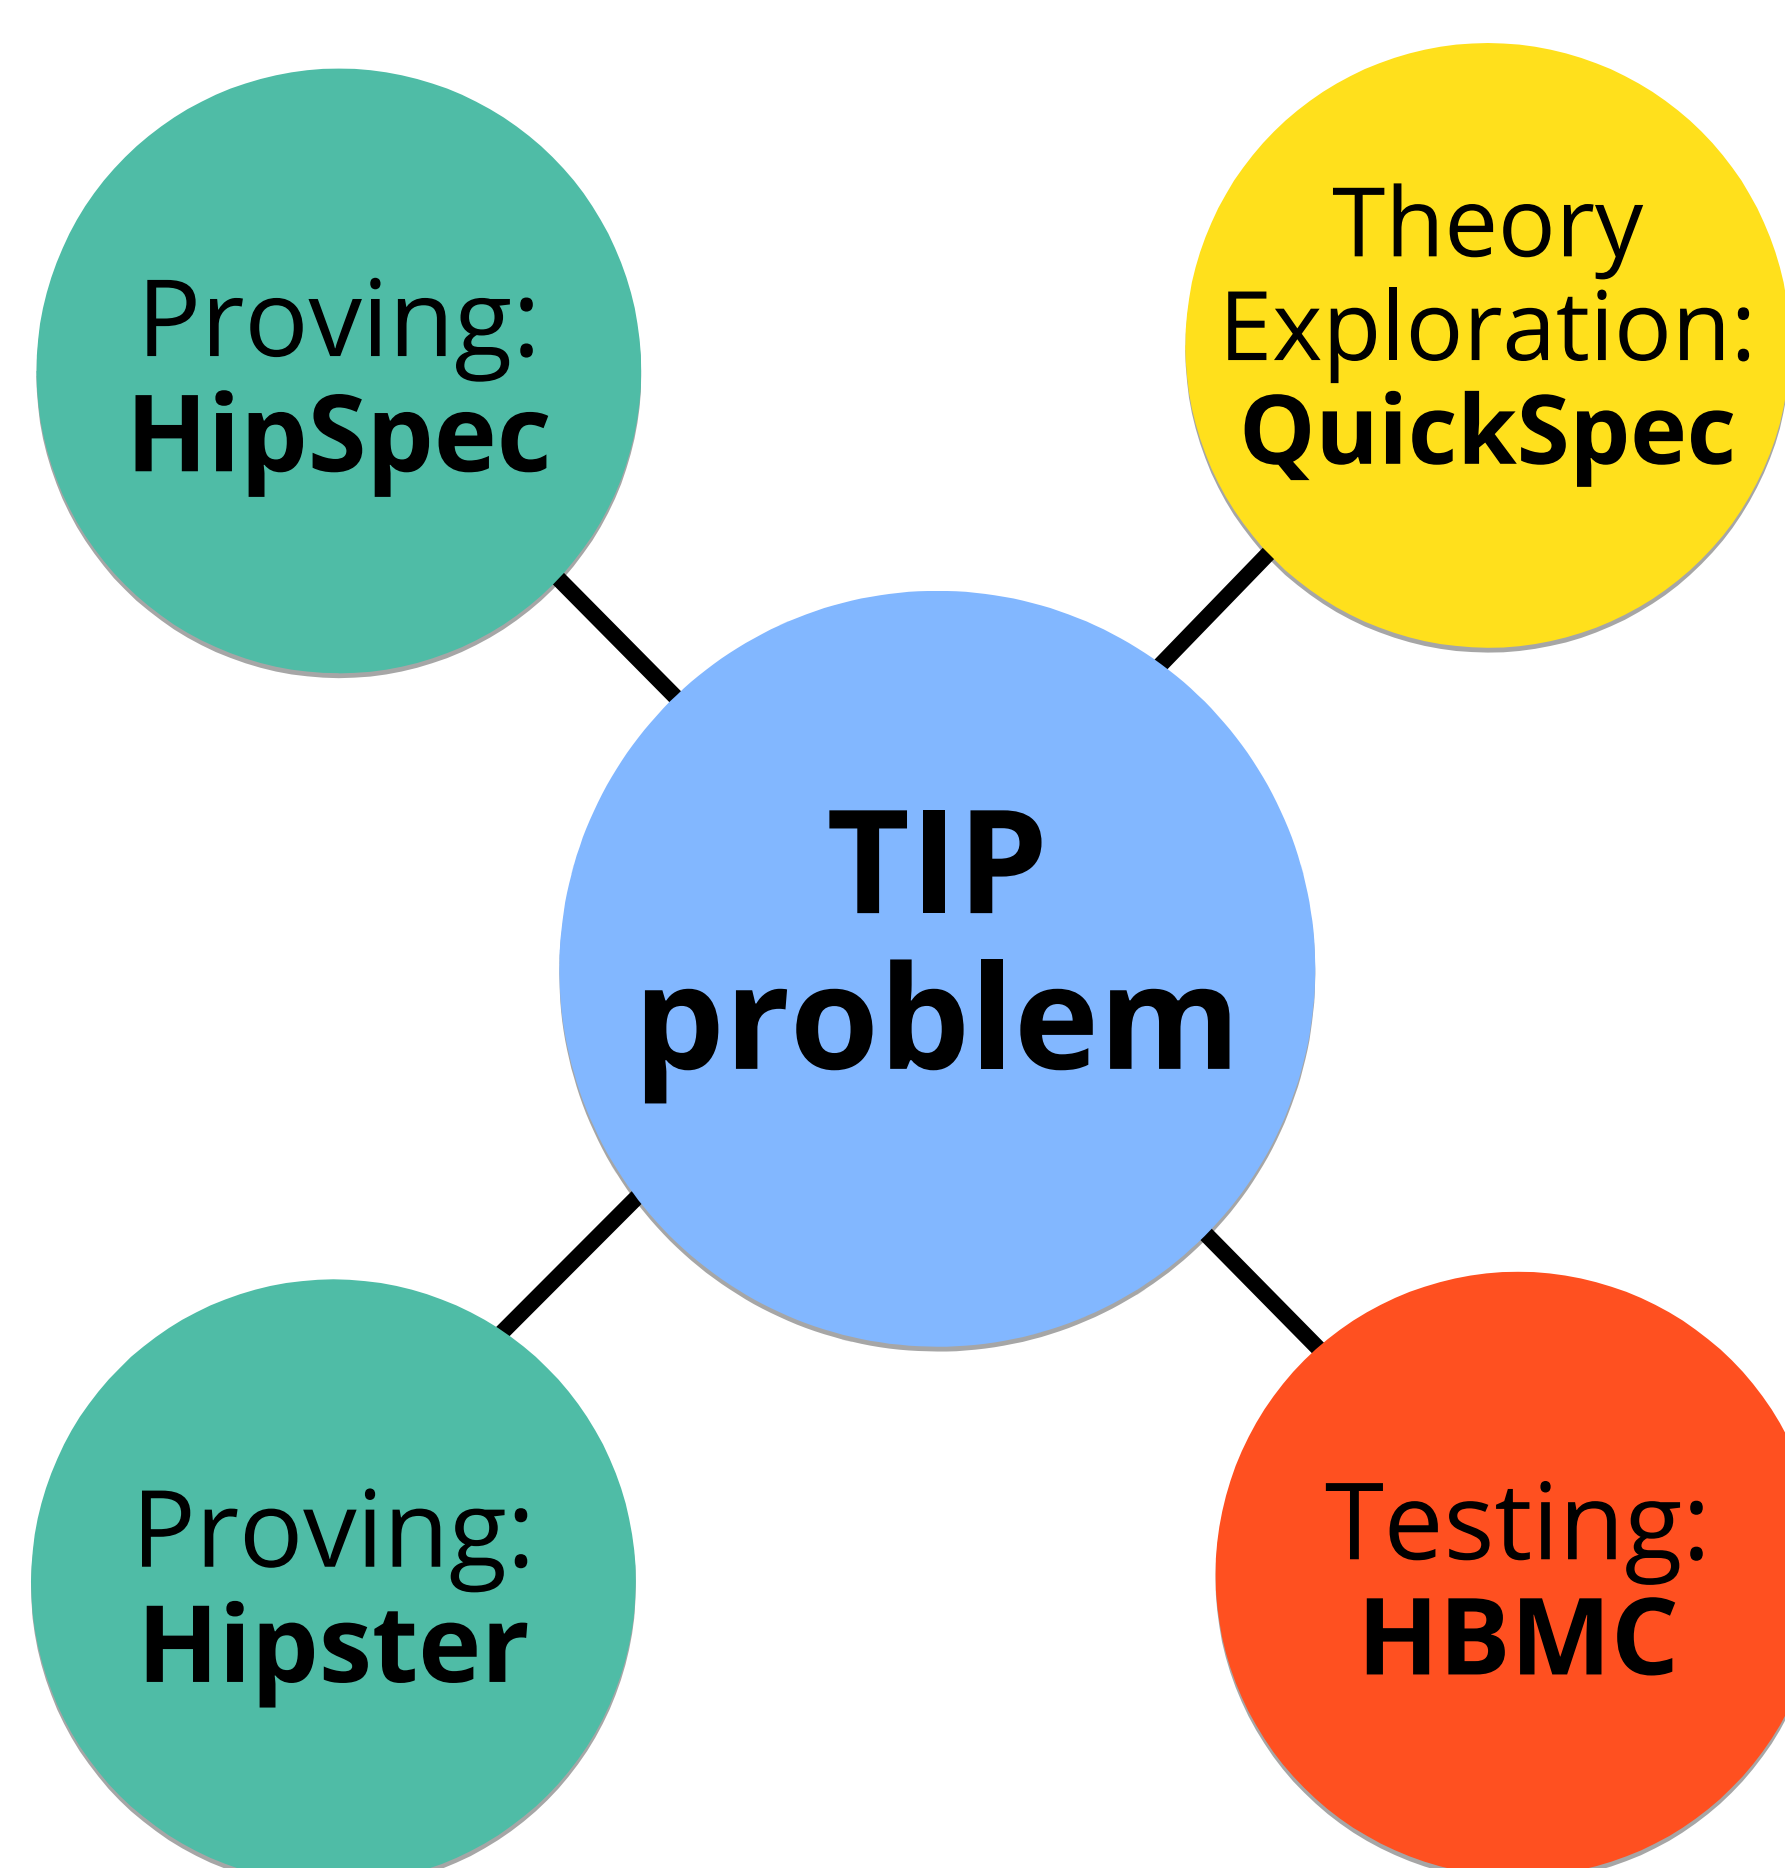 Proving:
HipSpec
Theory
Exploration:
QuickSpec
TIP
problem
Proving:
Hipster
Testing:
HBMC